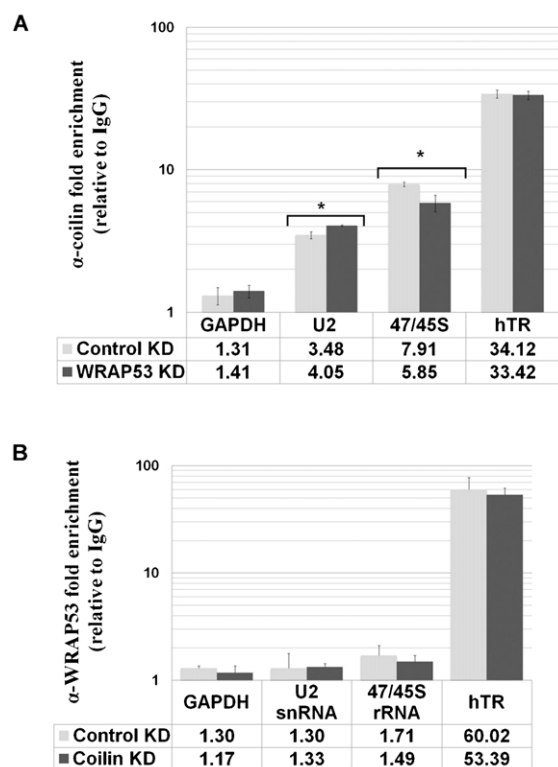 A
α-coilin fold enrichment
(relative to IgG)
100
10
1
*
*
GAPDH U2 47/45S hTR
Control KD 1.31 3.48 7.91 34.12
WRAP53 KD 1.41 4.05 5.85 33.42
B
α-WRAP53 fold enrichment
(relative to IgG)
100
10
1
GAPDH U2 snRNA 47/45S rRNA hTR
Control KD 1.30 1.30 1.71 60.02
Coilin KD 1.17 1.33 1.49 53.39